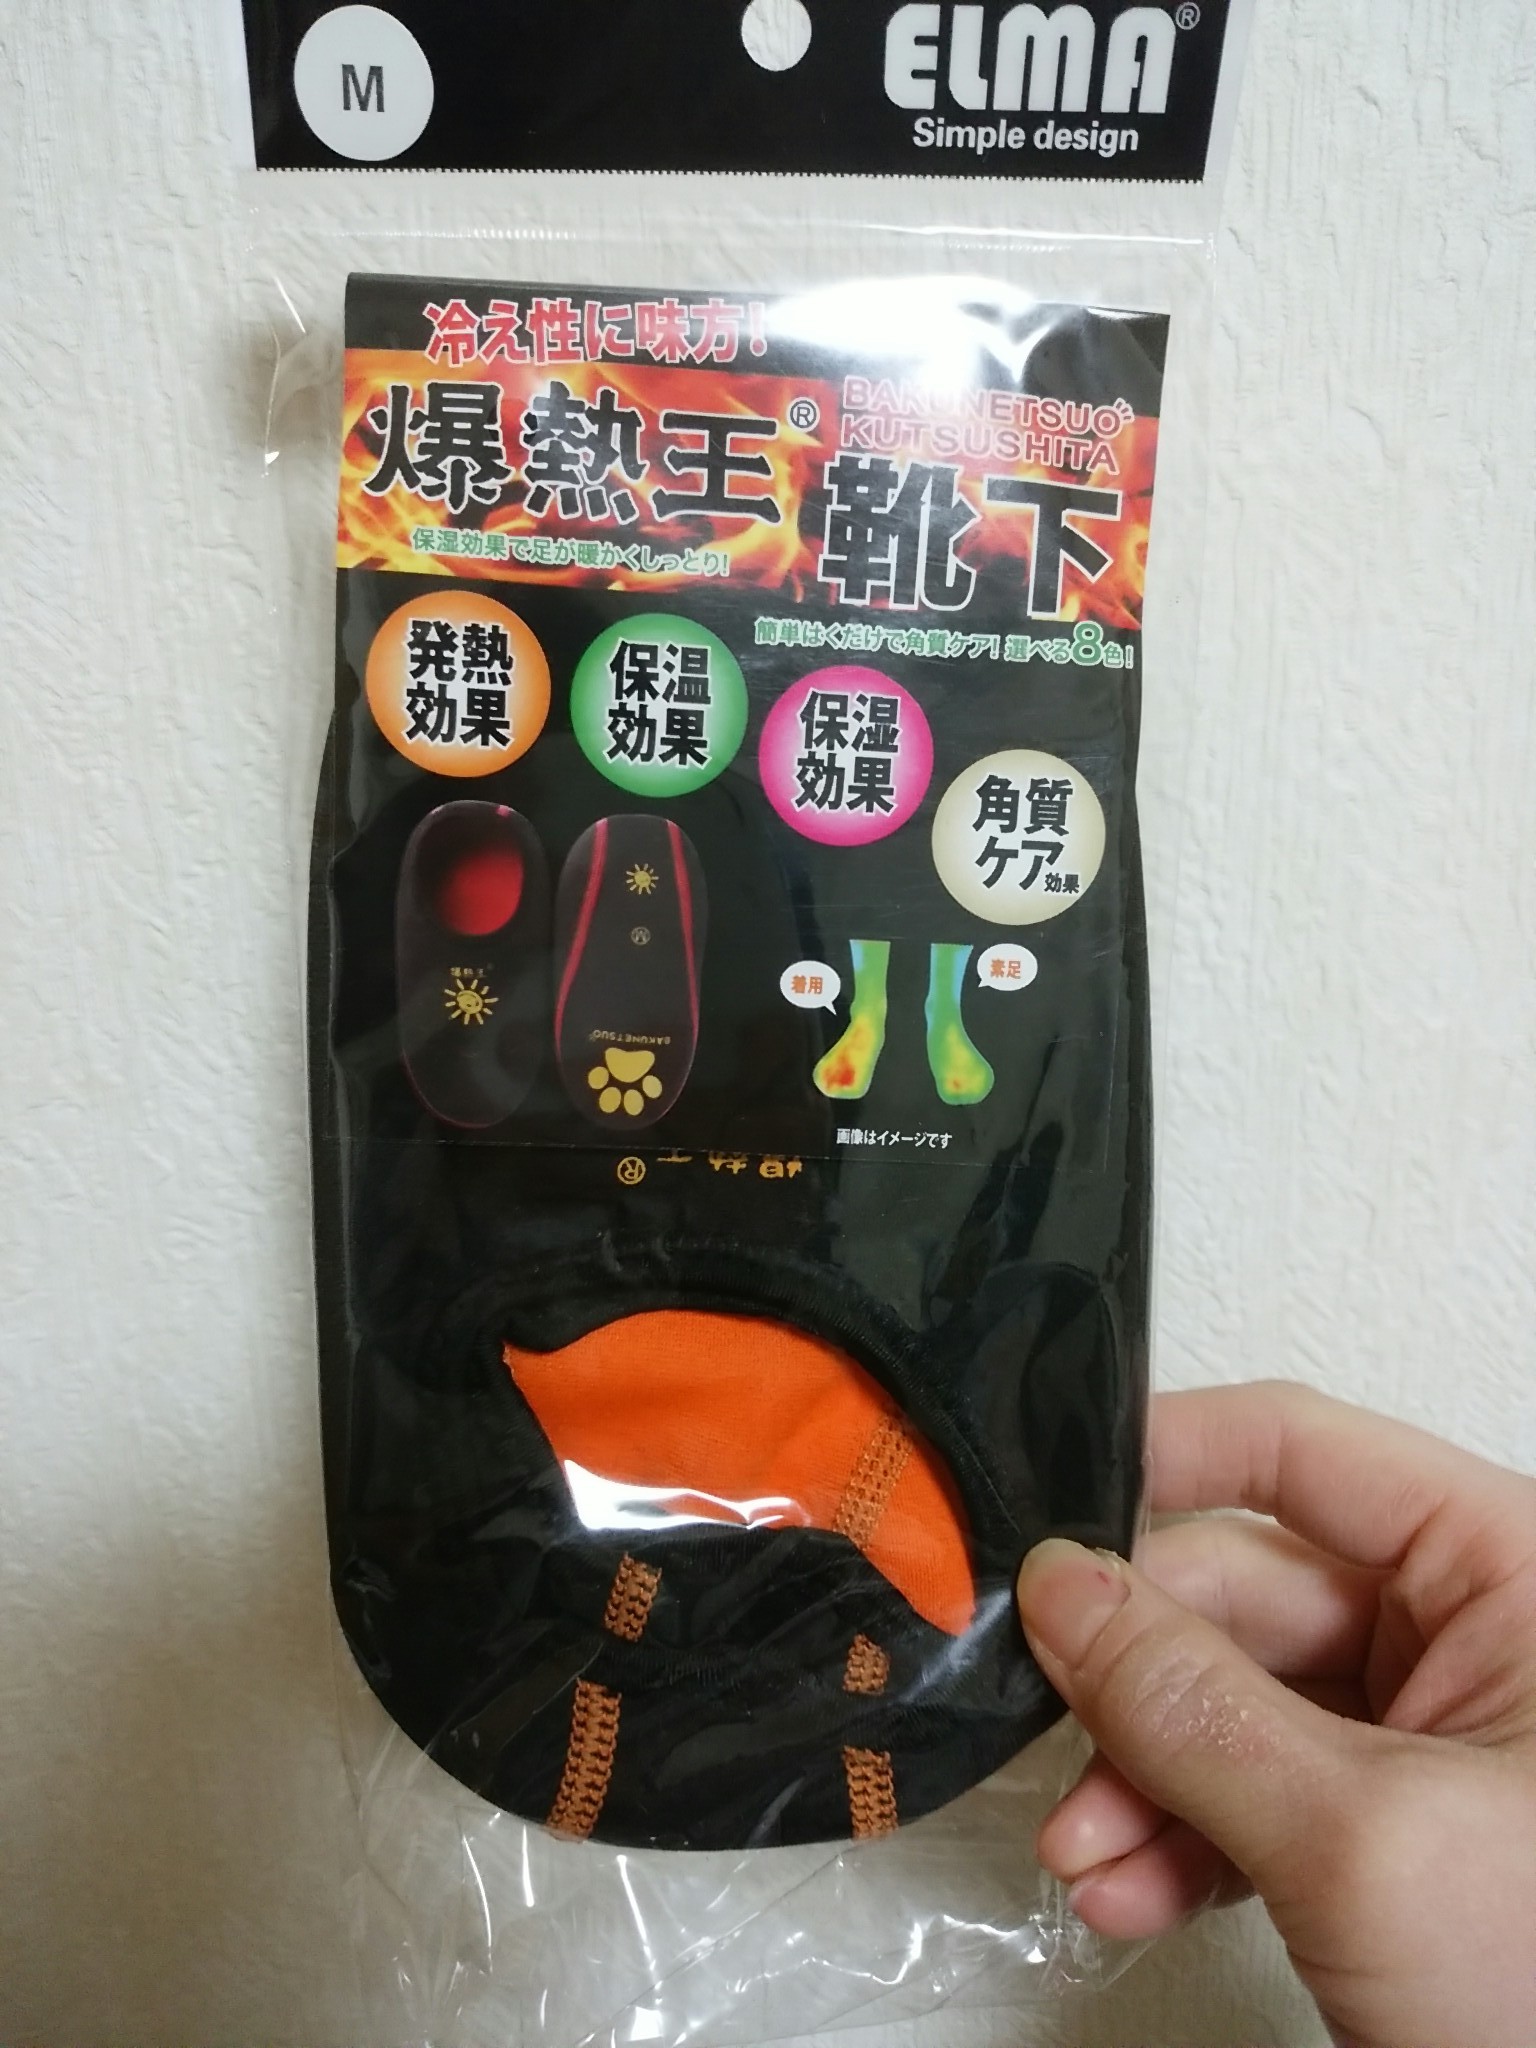 M
ELMA®
Simple design
冷え性に味方!
爆熱王®
BAKUNETSUO
KUTSUSHITA
靴下
保湿効果で足が暖かくしっとり!
簡単はくだけで角質ケア!選べる8色!
発熱
効果
保温
効果
保湿
効果
角質
ケア効果
爆熱王®
M
BAKUNETSUO
着用
素足
画像はイメージです
®